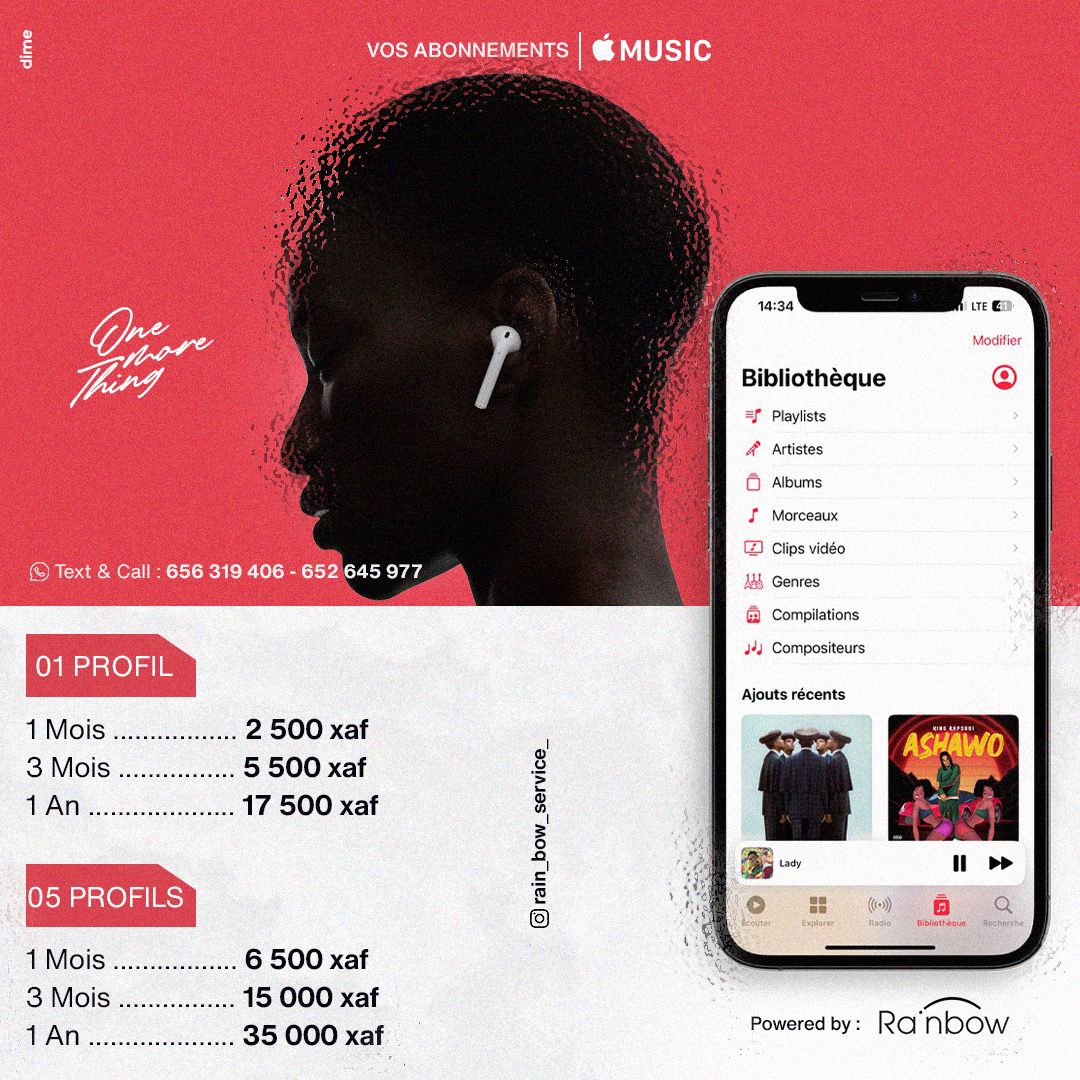 dime
VOS ABONNEMENTS | MUSIC
One
more
Thing
Text & Call : 656 319 406 - 652 645 977
01 PROFIL
1 Mois .................. 2 500 xaf
3 Mois ................. 5 500 xaf
1 An ..................... 17 500 xaf
05 PROFILS
1 Mois .................. 6 500 xaf
3 Mois ................. 15 000 xaf
1 An ..................... 35 000 xaf
rain_bow_service_
14:34 LTE 41
Modifier
Bibliothèque
Playlists
Artistes
Albums
Morceaux
Clips vidéo
Genres
Compilations
Compositeurs
Ajouts récents
KING RAPSODI
ASHAWO
Lady
Écouter Explorer Radio Bibliothèque Recherche
Powered by : Rainbow